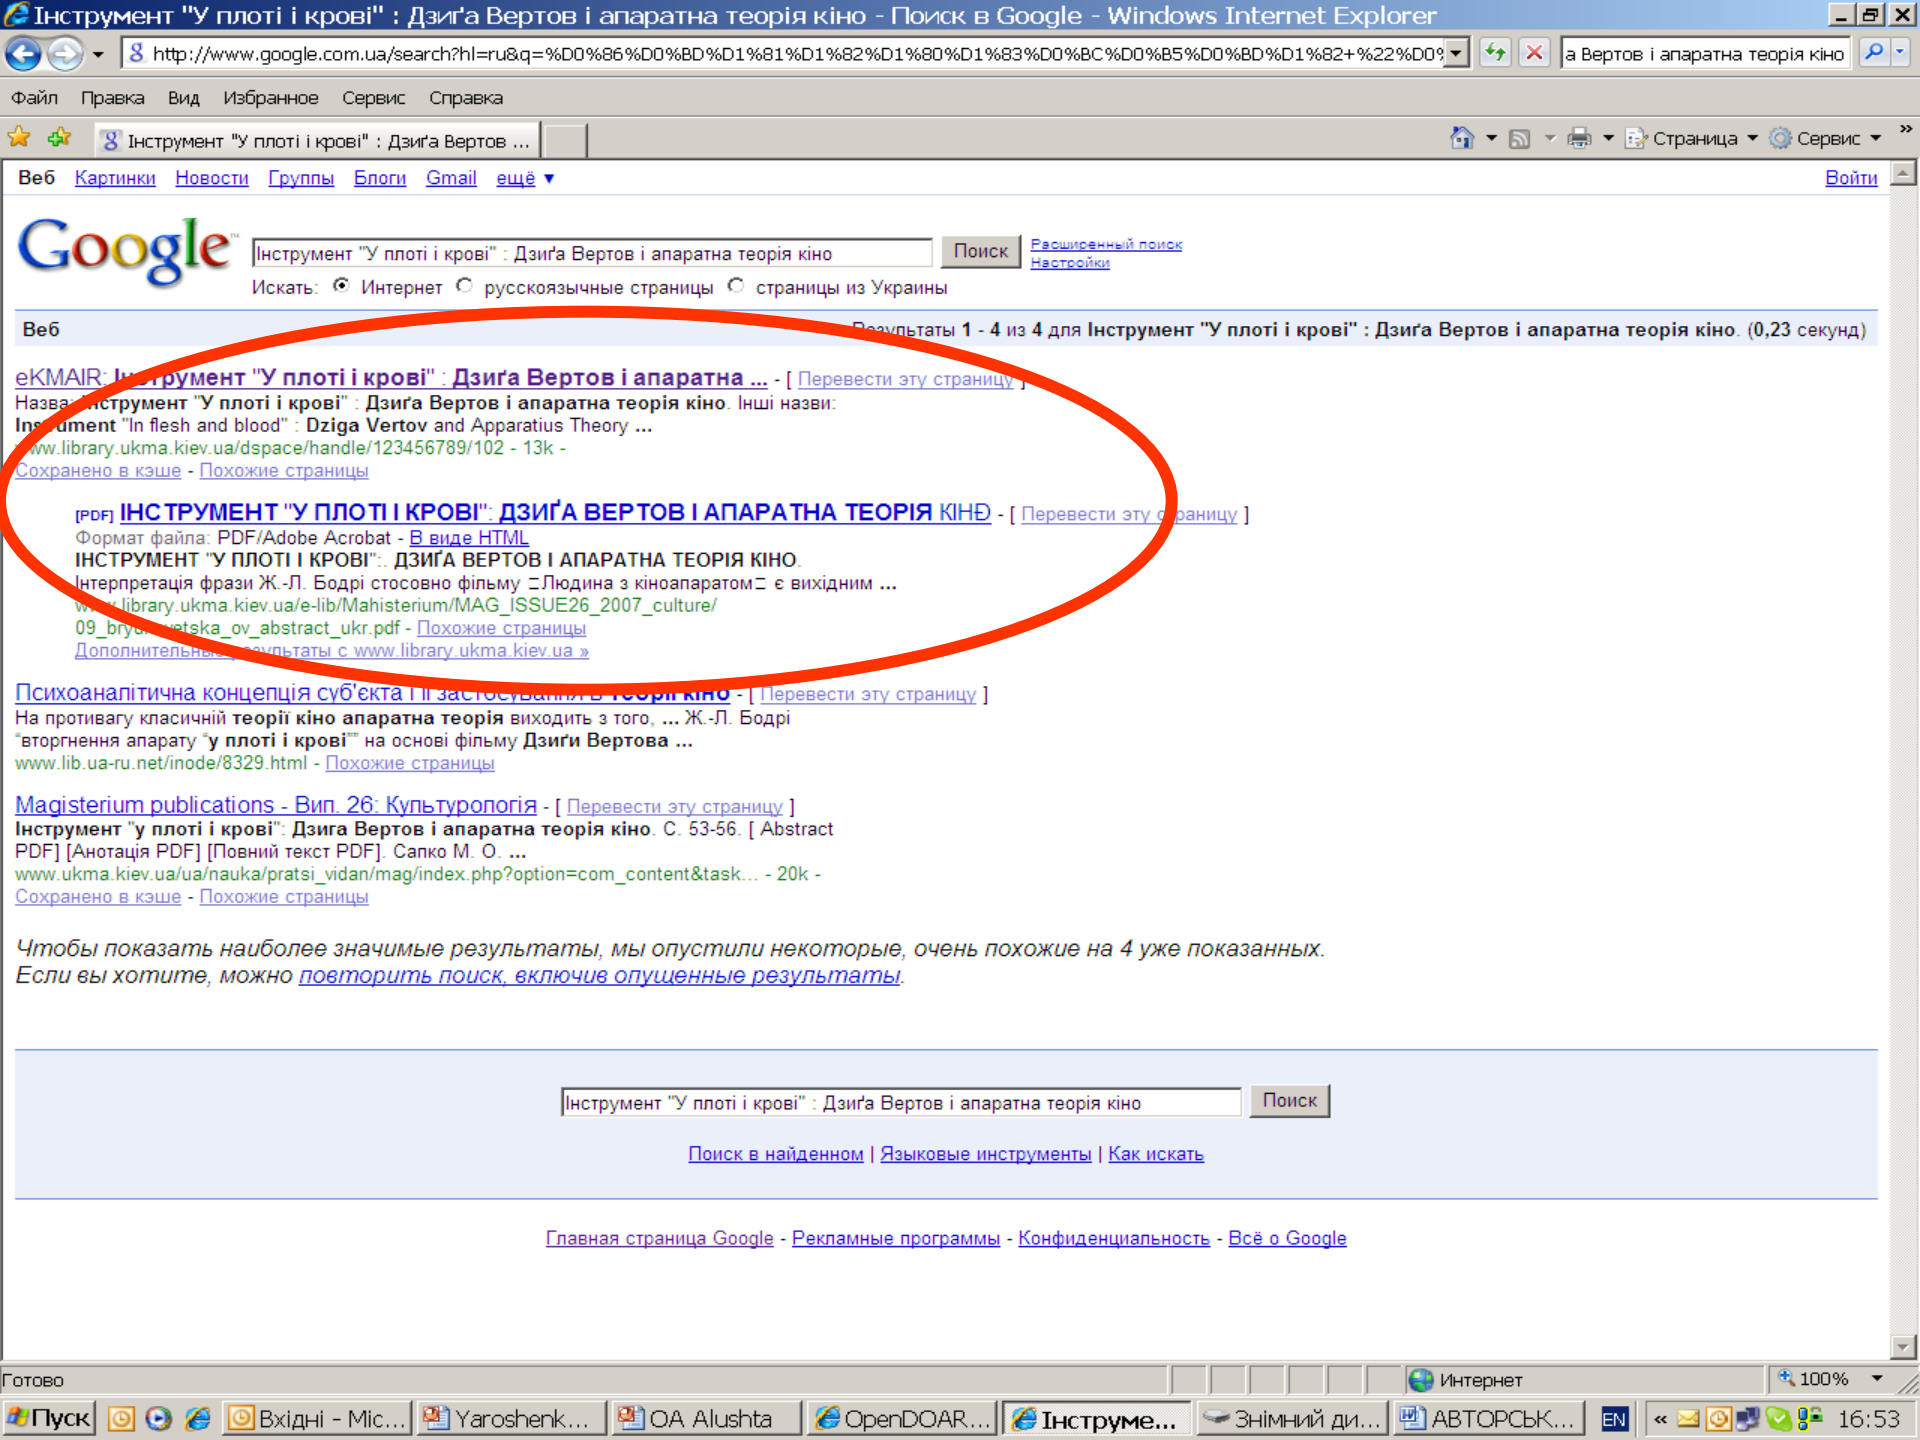 Інструмент "У плоті і крові" : Дзиґа Вертов і апаратна теорія кіно - Поиск в Google - Windows Internet Explorer
http://www.google.com.ua/search?hl=ru&q=%D0%86%D0%BD%D1%81%D1%82%D1%80%D1%83%D0%BC%D0%B5%D0%BD%D1%82+%22%D0% а Вертов і апаратна теорія кіно
Файл Правка Вид Избранное Сервис Справка
Інструмент "У плоті і крові" : Дзиґа Вертов ... Страница Сервис »
Веб Картинки Новости Группы Блоги Gmail ещё ▼ Войти
Google™ Інструмент "У плоті і крові" : Дзиґа Вертов і апаратна теорія кіно Поиск Расширенный поиск
Настройки
Искать: Интернет русскоязычные страницы страницы из Украины
Веб Результаты 1 - 4 из 4 для Інструмент "У плоті і крові" : Дзиґа Вертов і апаратна теорія кіно. (0,23 секунд)
eKMAIR: Інструмент "У плоті і крові" : Дзиґа Вертов і апаратна ... - [ Перевести эту страницу ]
Назва: Інструмент "У плоті і крові" : Дзиґа Вертов і апаратна теорія кіно. Інші назви:
Instrument "In flesh and blood" : Dziga Vertov and Apparatius Theory ...
www.library.ukma.kiev.ua/dspace/handle/123456789/102 - 13k -
Сохранено в кэше - Похожие страницы
[PDF] ІНСТРУМЕНТ "У ПЛОТІ І КРОВІ": ДЗИҐА ВЕРТОВ І АПАРАТНА ТЕОРІЯ КІНĐ - [ Перевести эту страницу ]
Формат файла: PDF/Adobe Acrobat - В виде HTML
ІНСТРУМЕНТ "У ПЛОТІ І КРОВІ":. ДЗИҐА ВЕРТОВ І АПАРАТНА ТЕОРІЯ КІНО.
Інтерпретація фрази Ж.-Л. Бодрі стосовно фільму Людина з кіноапаратом є вихідним ...
www.library.ukma.kiev.ua/e-lib/Mahisterium/MAG_ISSUE26_2007_culture/
09_bryukhovetska_ov_abstract_ukr.pdf - Похожие страницы
Дополнительные результаты с www.library.ukma.kiev.ua »
Психоаналітична концепція суб'єкта і її застосування в теорії кіно - [ Перевести эту страницу ]
На противагу класичній теорії кіно апаратна теорія виходить з того, ... Ж.-Л. Бодрі
“вторгнення апарату “у плоті і крові”” на основі фільму Дзиґи Вертова ...
www.lib.ua-ru.net/inode/8329.html - Похожие страницы
Magisterium publications - Вип. 26: Культурологія - [ Перевести эту страницу ]
Інструмент "у плоті і крові": Дзига Вертов і апаратна теорія кіно. С. 53-56. [ Abstract
PDF] [Анотація PDF] [Повний текст PDF]. Сапко М. О. ...
www.ukma.kiev.ua/ua/nauka/pratsi_vidan/mag/index.php?option=com_content&task... - 20k -
Сохранено в кэше - Похожие страницы
Чтобы показать наиболее значимые результаты, мы опустили некоторые, очень похожие на 4 уже показанных.
Если вы хотите, можно повторить поиск, включив опущенные результаты.
Інструмент "У плоті і крові" : Дзиґа Вертов і апаратна теорія кіно Поиск
Поиск в найденном | Языковые инструменты | Как искать
Главная страница Google - Рекламные программы - Конфиденциальность - Всё о Google
Готово Интернет 100%
Пуск Вхідні - Міс... Yaroshenk... OA Alushta OpenDOAR... Інструме... Знімний ди... АВТОРСЬК... EN « 16:53